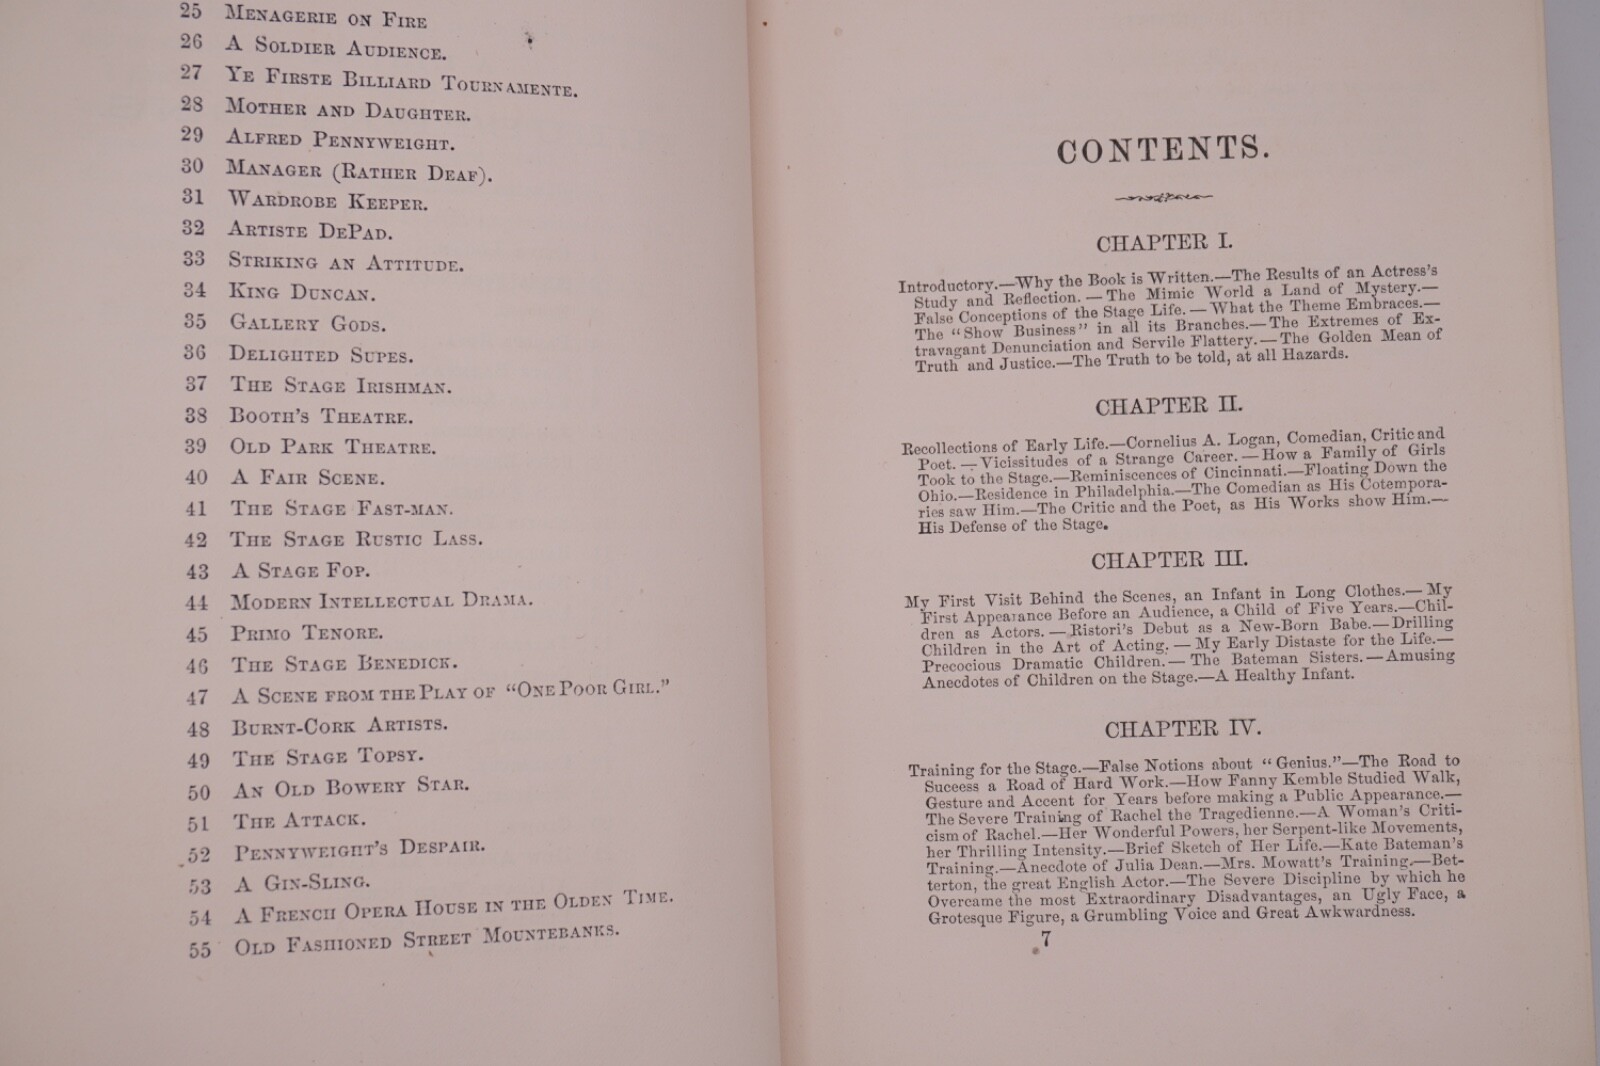 25 Menagerie on Fire
26 A Soldier Audience.
27 Ye Firste Billiard Tournamente.
28 Mother and Daughter.
29 Alfred Pennyweight.
30 Manager (Rather Deaf).
31 Wardrobe Keeper.
32 Artiste DePad.
33 Striking an Attitude.
34 King Duncan.
35 Gallery Gods.
36 Delighted Supes.
37 The Stage Irishman.
38 Booth's Theatre.
39 Old Park Theatre.
40 A Fair Scene.
41 The Stage Fast-man.
42 The Stage Rustic Lass.
43 A Stage Fop.
44 Modern Intellectual Drama.
45 Primo Tenore.
46 The Stage Benedick.
47 A Scene from the Play of "One Poor Girl."
48 Burnt-Cork Artists.
49 The Stage Topsy.
50 An Old Bowery Star.
51 The Attack.
52 Pennyweight's Despair.
53 A Gin-Sling.
54 A French Opera House in the Olden Time.
55 Old Fashioned Street Mountebanks.
CONTENTS.
CHAPTER I.
Introductory.—Why the Book is Written.—The Results of an Actress's
Study and Reflection.—The Mimic World a Land of Mystery.—
False Conceptions of the Stage Life.—What the Theme Embraces.—
The "Show Business" in all its Branches.—The Extremes of Ex-
travagant Denunciation and Servile Flattery.—The Golden Mean of
Truth and Justice.—The Truth to be told, at all Hazards.
CHAPTER II.
Recollections of Early Life.—Cornelius A. Logan, Comedian, Critic and
Poet.—Vicissitudes of a Strange Career.—How a Family of Girls
Took to the Stage.—Reminiscences of Cincinnati.—Floating Down the
Ohio.—Residence in Philadelphia.—The Comedian as His Cotempora-
ries saw Him.—The Critic and the Poet, as His Works show Him.—
His Defense of the Stage.
CHAPTER III.
My First Visit Behind the Scenes, an Infant in Long Clothes.—My
First Appearance Before an Audience, a Child of Five Years.—Chil-
dren as Actors.—Ristori's Debut as a New-Born Babe.—Drilling
Children in the Art of Acting.—My Early Distaste for the Life.—
Precocious Dramatic Children.—The Bateman Sisters.—Amusing
Anecdotes of Children on the Stage.—A Healthy Infant.
CHAPTER IV.
Training for the Stage.—False Notions about "Genius."—The Road to
Success a Road of Hard Work.—How Fanny Kemble Studied Walk,
Gesture and Accent for Years before making a Public Appearance.—
The Severe Training of Rachel the Tragedienne.—A Woman's Criti-
cism of Rachel.—Her Wonderful Powers, her Serpent-like Movements,
her Thrilling Intensity.—Brief Sketch of Her Life.—Kate Bateman's
Training.—Anecdote of Julia Dean.—Mrs. Mowatt's Training.—Bet-
terton, the great English Actor.—The Severe Discipline by which he
Overcame the most Extraordinary Disadvantages, an Ugly Face, a
Grotesque Figure, a Grumbling Voice and Great Awkwardness.
7